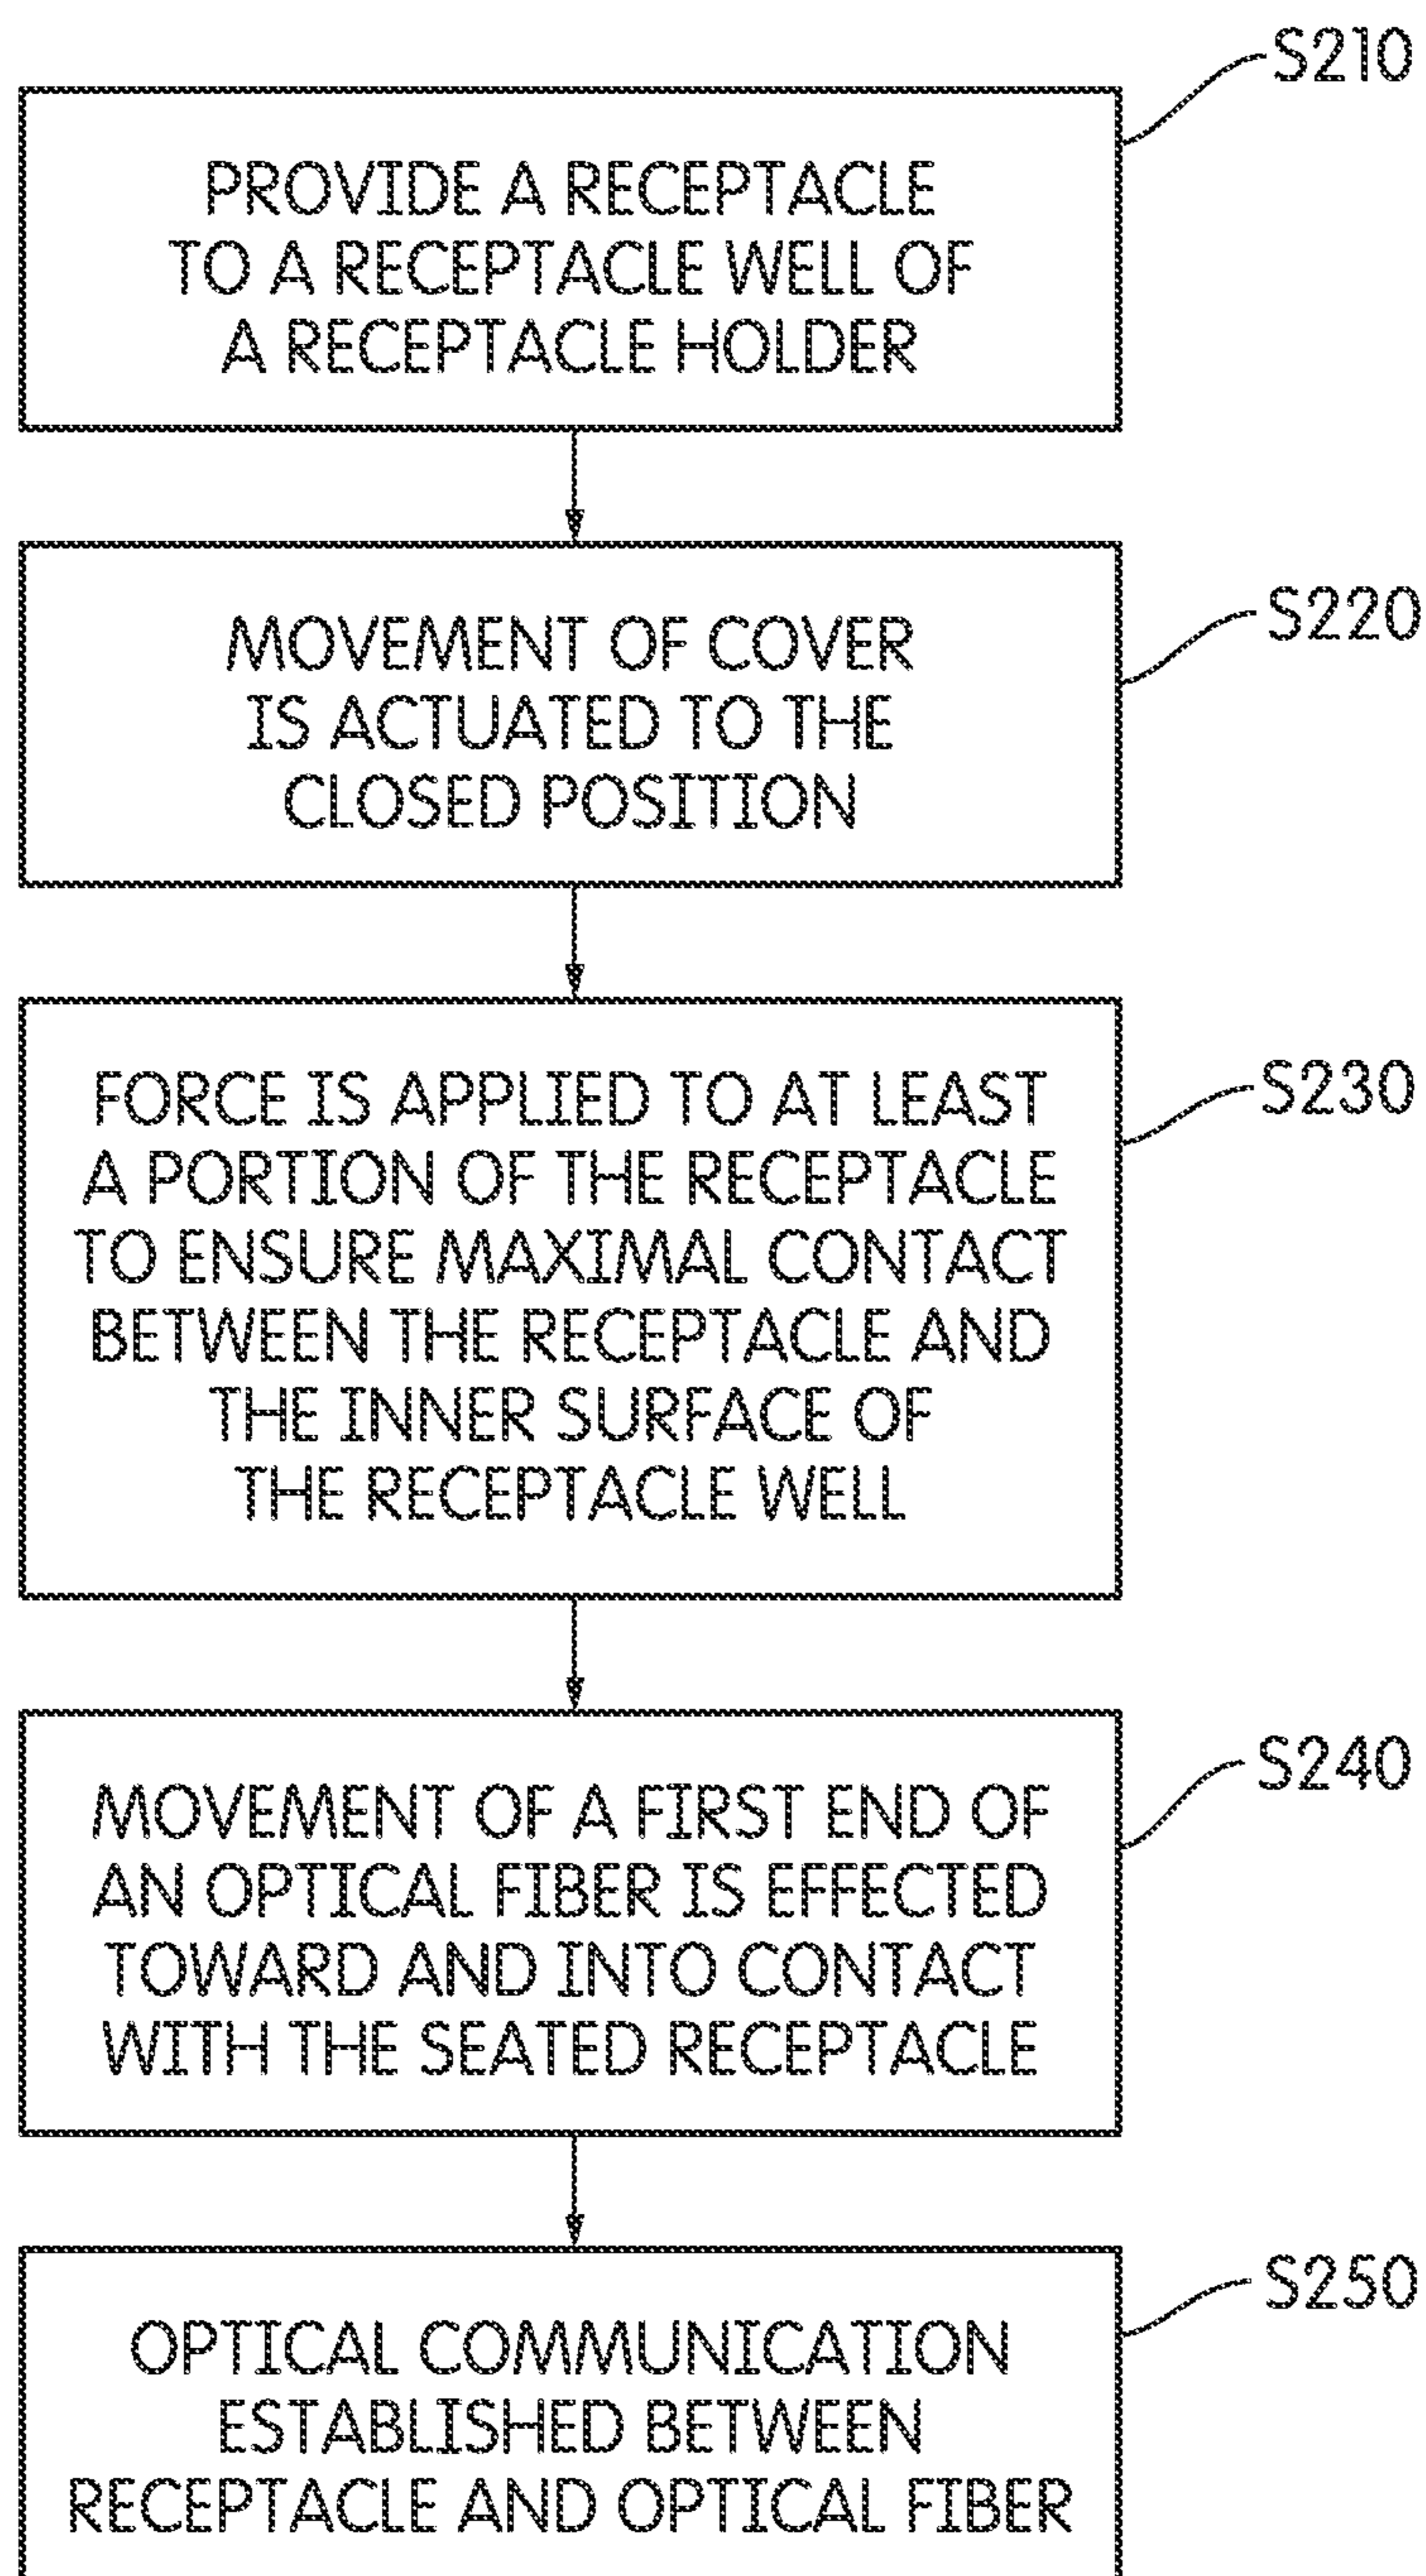 S210
PROVIDE A RECEPTACLE
TO A RECEPTACLE WELL OF
A RECEPTACLE HOLDER
S220
MOVEMENT OF COVER
IS ACTUATED TO THE
CLOSED POSITION
S230
FORCE IS APPLIED TO AT LEAST
A PORTION OF THE RECEPTACLE
TO ENSURE MAXIMAL CONTACT
BETWEEN THE RECEPTACLE AND
THE INNER SURFACE OF
THE RECEPTACLE WELL
S240
MOVEMENT OF A FIRST END OF
AN OPTICAL FIBER IS EFFECTED
TOWARD AND INTO CONTACT
WITH THE SEATED RECEPTACLE
S250
OPTICAL COMMUNICATION
ESTABLISHED BETWEEN
RECEPTACLE AND OPTICAL FIBER